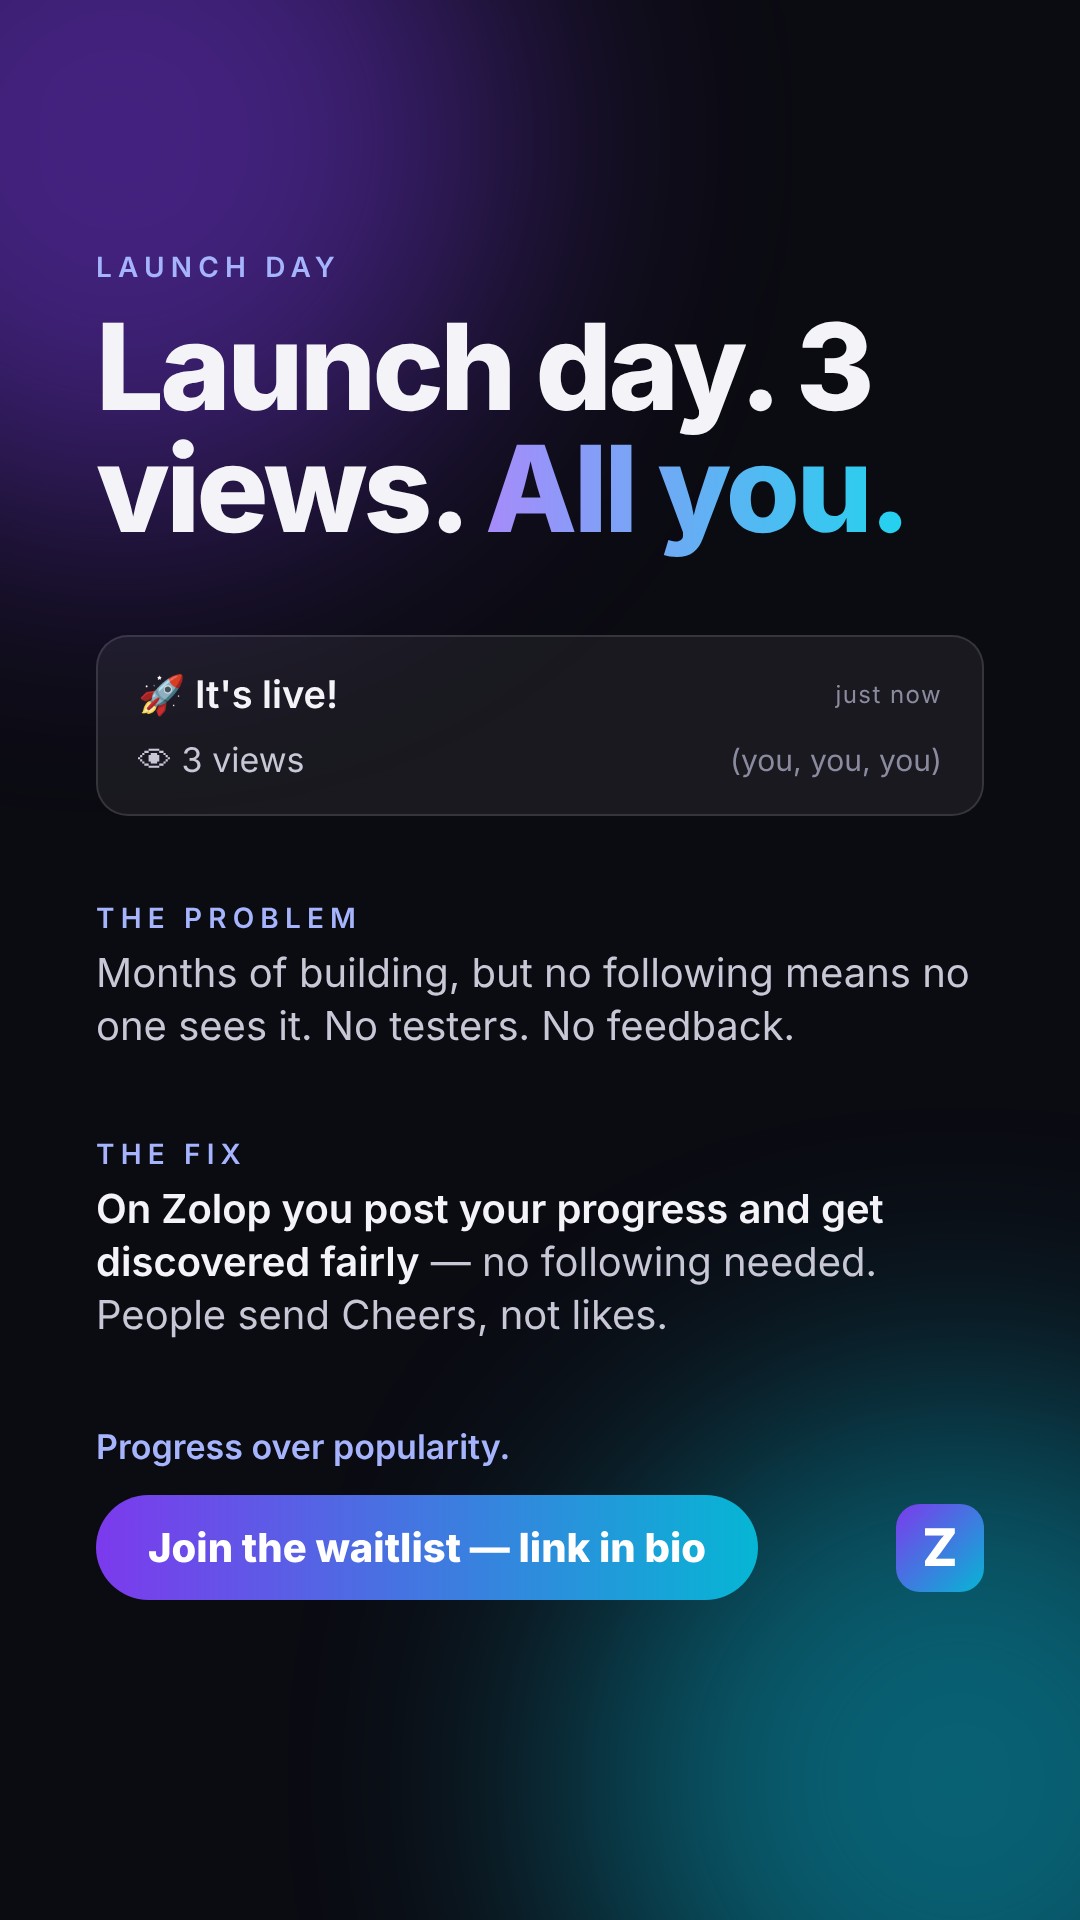 LAUNCH DAY
Launch day. 3
views. All you.
🚀 It's live! just now
👁 3 views (you, you, you)
THE PROBLEM
Months of building, but no following means no
one sees it. No testers. No feedback.
THE FIX
On Zolop you post your progress and get
discovered fairly — no following needed.
People send Cheers, not likes.
Progress over popularity.
Join the waitlist — link in bio
Z